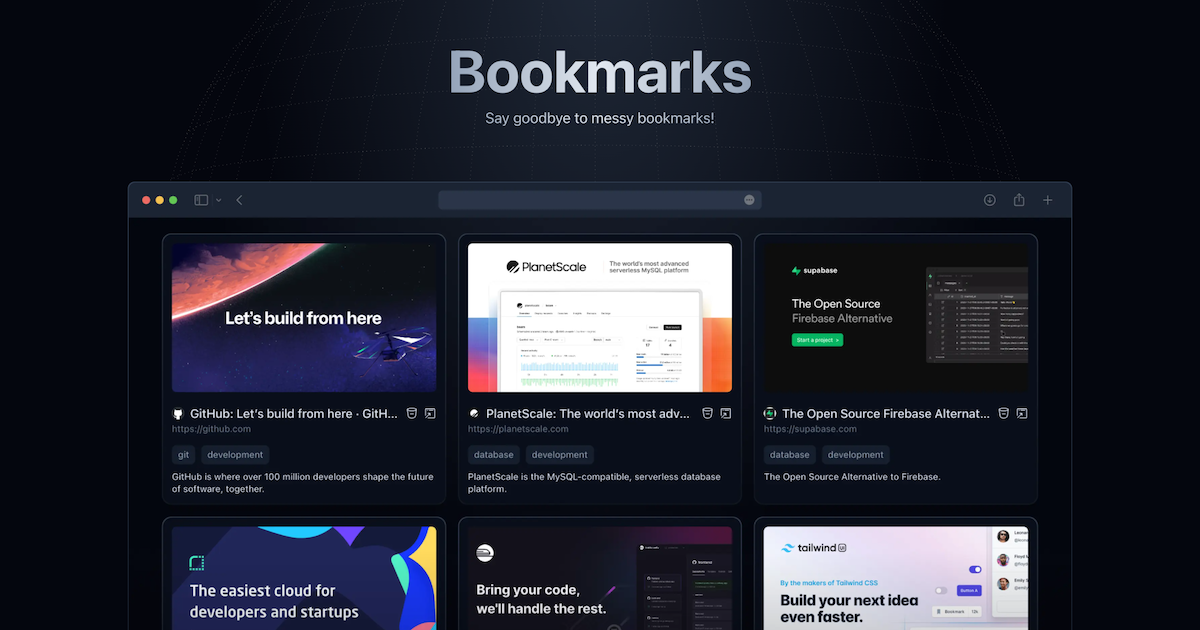 Bookmarks
Say goodbye to messy bookmarks!
Let's build from here
GitHub: Let's build from here · GitH...
https://github.com
git
development
GitHub is where over 100 million developers shape the future
of software, together.
PlanetScale
The world's most advanced
serverless MySQL platform
PlanetScale: The world's most adv...
https://planetscale.com
database
development
PlanetScale is the MySQL-compatible, serverless database
platform.
supabase
The Open Source
Firebase Alternative
Start a project >
The Open Source Firebase Alternat...
https://supabase.com
database
development
The Open Source Alternative to Firebase.
The easiest cloud for
developers and startups
Bring your code,
we'll handle the rest.
tailwind UI
By the makers of Tailwind CSS
Build your next idea
even faster.
Button A
Bookmark 12k